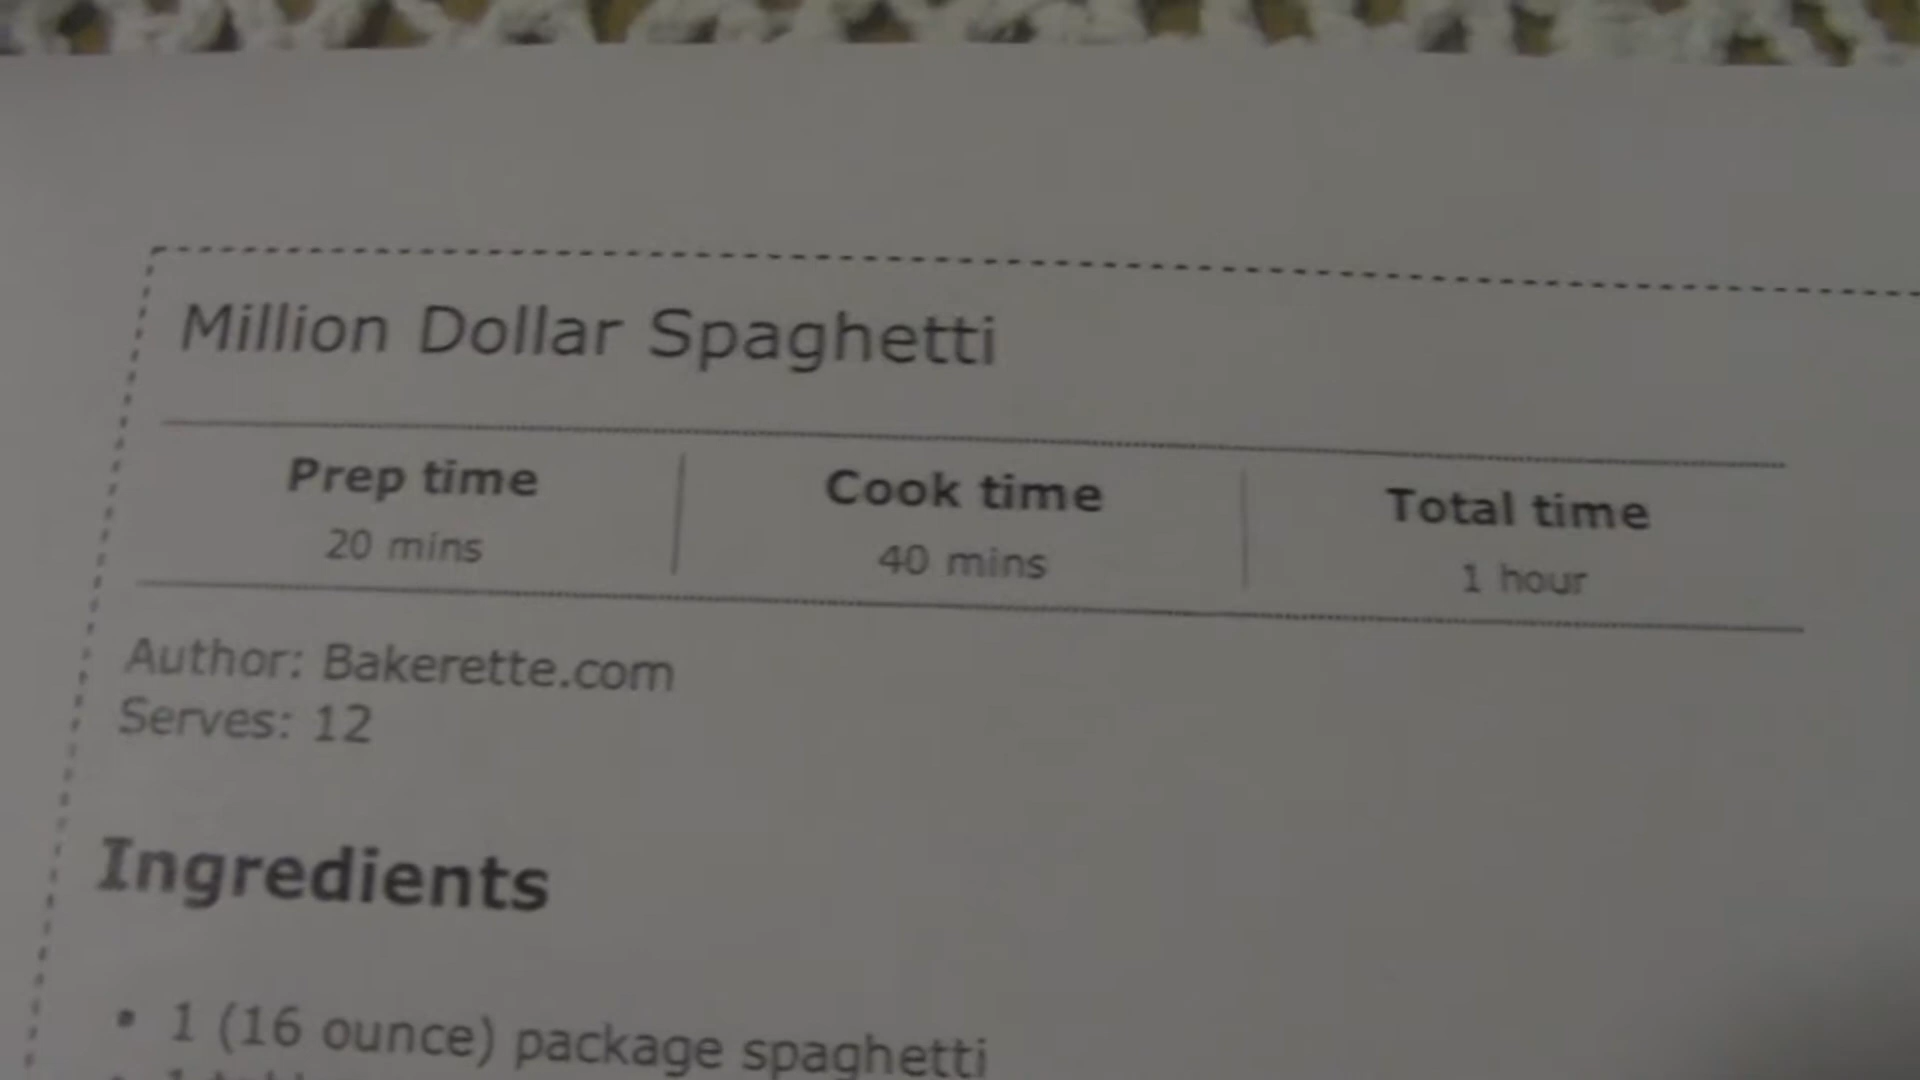 Million Dollar Spaghetti
Prep time Cook time Total time
20 mins 40 mins 1 hour
Author: Bakerette.com
Serves: 12
Ingredients
• 1 (16 ounce) package spaghetti